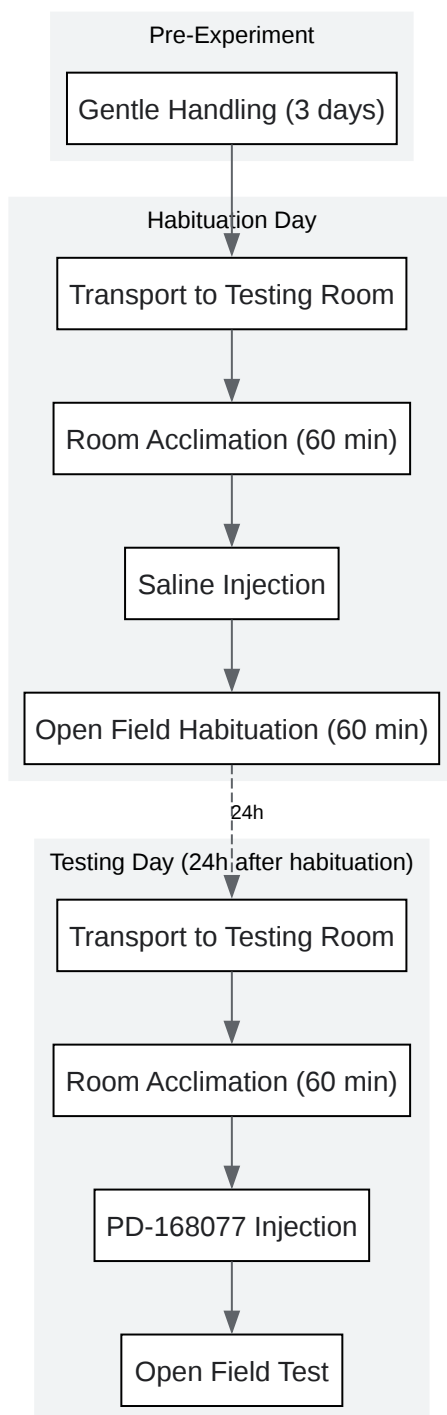 Pre-Experiment
Gentle Handling (3 days)
Habituation Day
Transport to Testing Room
Room Acclimation (60 min)
Saline Injection
Open Field Habituation (60 min)
24h
Testing Day (24h after habituation)
Transport to Testing Room
Room Acclimation (60 min)
PD-168077 Injection
Open Field Test